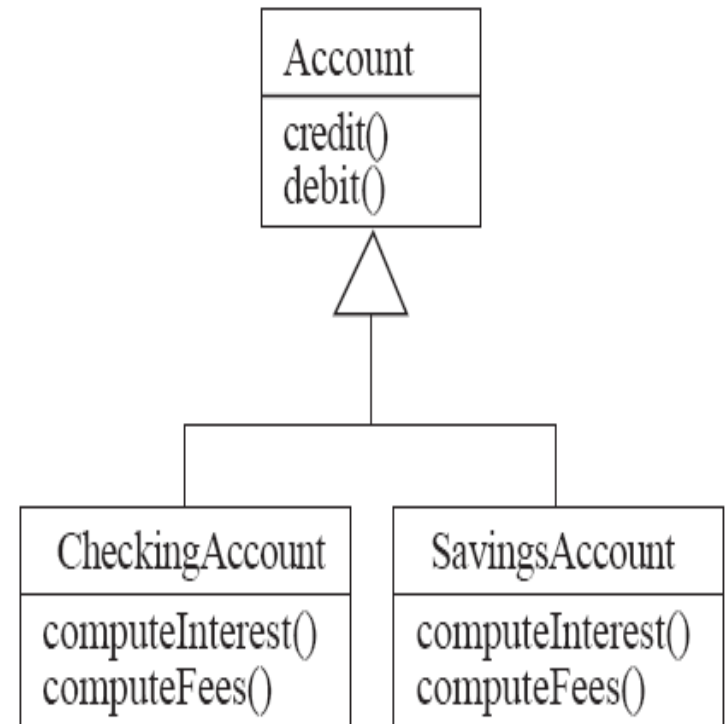 Account
credit()
debit()
CheckingAccount
computeInterest()
computeFees()
SavingsAccount
computeInterest()
computeFees()